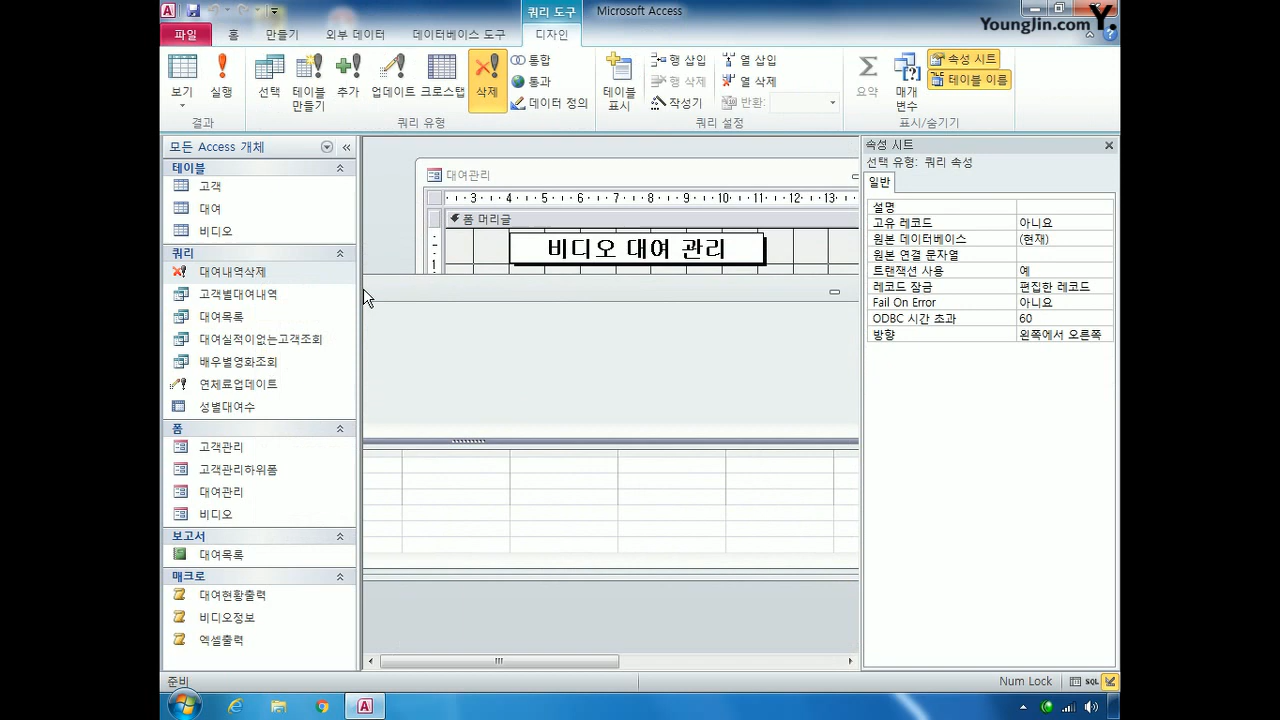 쿼리 도구
Microsoft Access
Younglin.com Y.
파일
홈
만들기
외부 데이터
데이터베이스 도구
디자인
보기
실행
결과
선택
테이블 만들기
추가
업데이트
크로스탭
삭제
통합
통과
데이터 정의
쿼리 유형
테이블 표시
행 삽입
행 삭제
작성기
열 삽입
열 삭제
반환:
쿼리 설정
요약
매개 변수
속성 시트
테이블 이름
표시/숨기기
모든 Access 개체
테이블
고객
대여
비디오
쿼리
대여내역삭제
고객별대여내역
대여목록
대여실적이없는고객조회
배우별영화조회
연체료업데이트
성별대여수
폼
고객관리
고객관리하위폼
대여관리
비디오
보고서
대여목록
매크로
대여현황출력
비디오정보
엑셀출력
대여관리
3 4 5 6 7 8 9 10 11 12 13
폼 머리글
1
비디오 대여 관리
속성 시트
선택 유형: 쿼리 속성
일반
설명
고유 레코드 아니요
원본 데이터베이스 (현재)
원본 연결 문자열
트랜잭션 사용 예
레코드 잠금 편집한 레코드
Fail On Error 아니요
ODBC 시간 초과 60
방향 왼쪽에서 오른쪽
준비
Num Lock
SQL